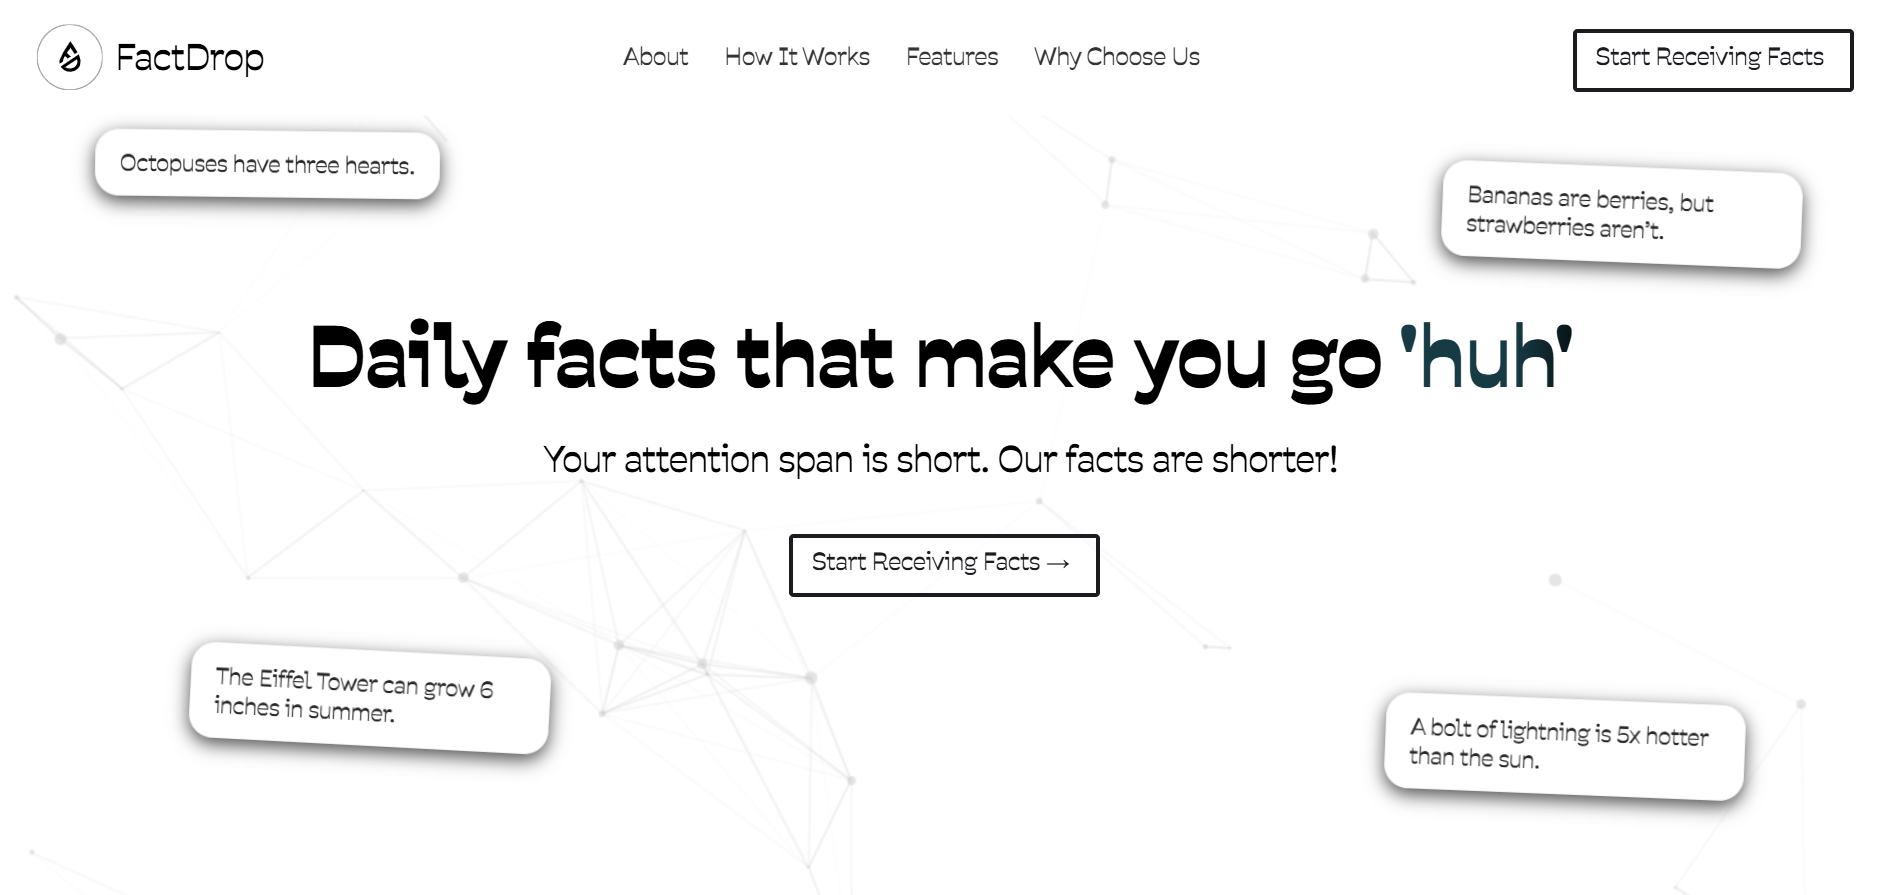 FactDrop
About
How It Works
Features
Why Choose Us
Start Receiving Facts
Octopuses have three hearts.
Bananas are berries, but
strawberries aren’t.
Daily facts that make you go 'huh'
Your attention span is short. Our facts are shorter!
Start Receiving Facts →
The Eiffel Tower can grow 6
inches in summer.
A bolt of lightning is 5x hotter
than the sun.